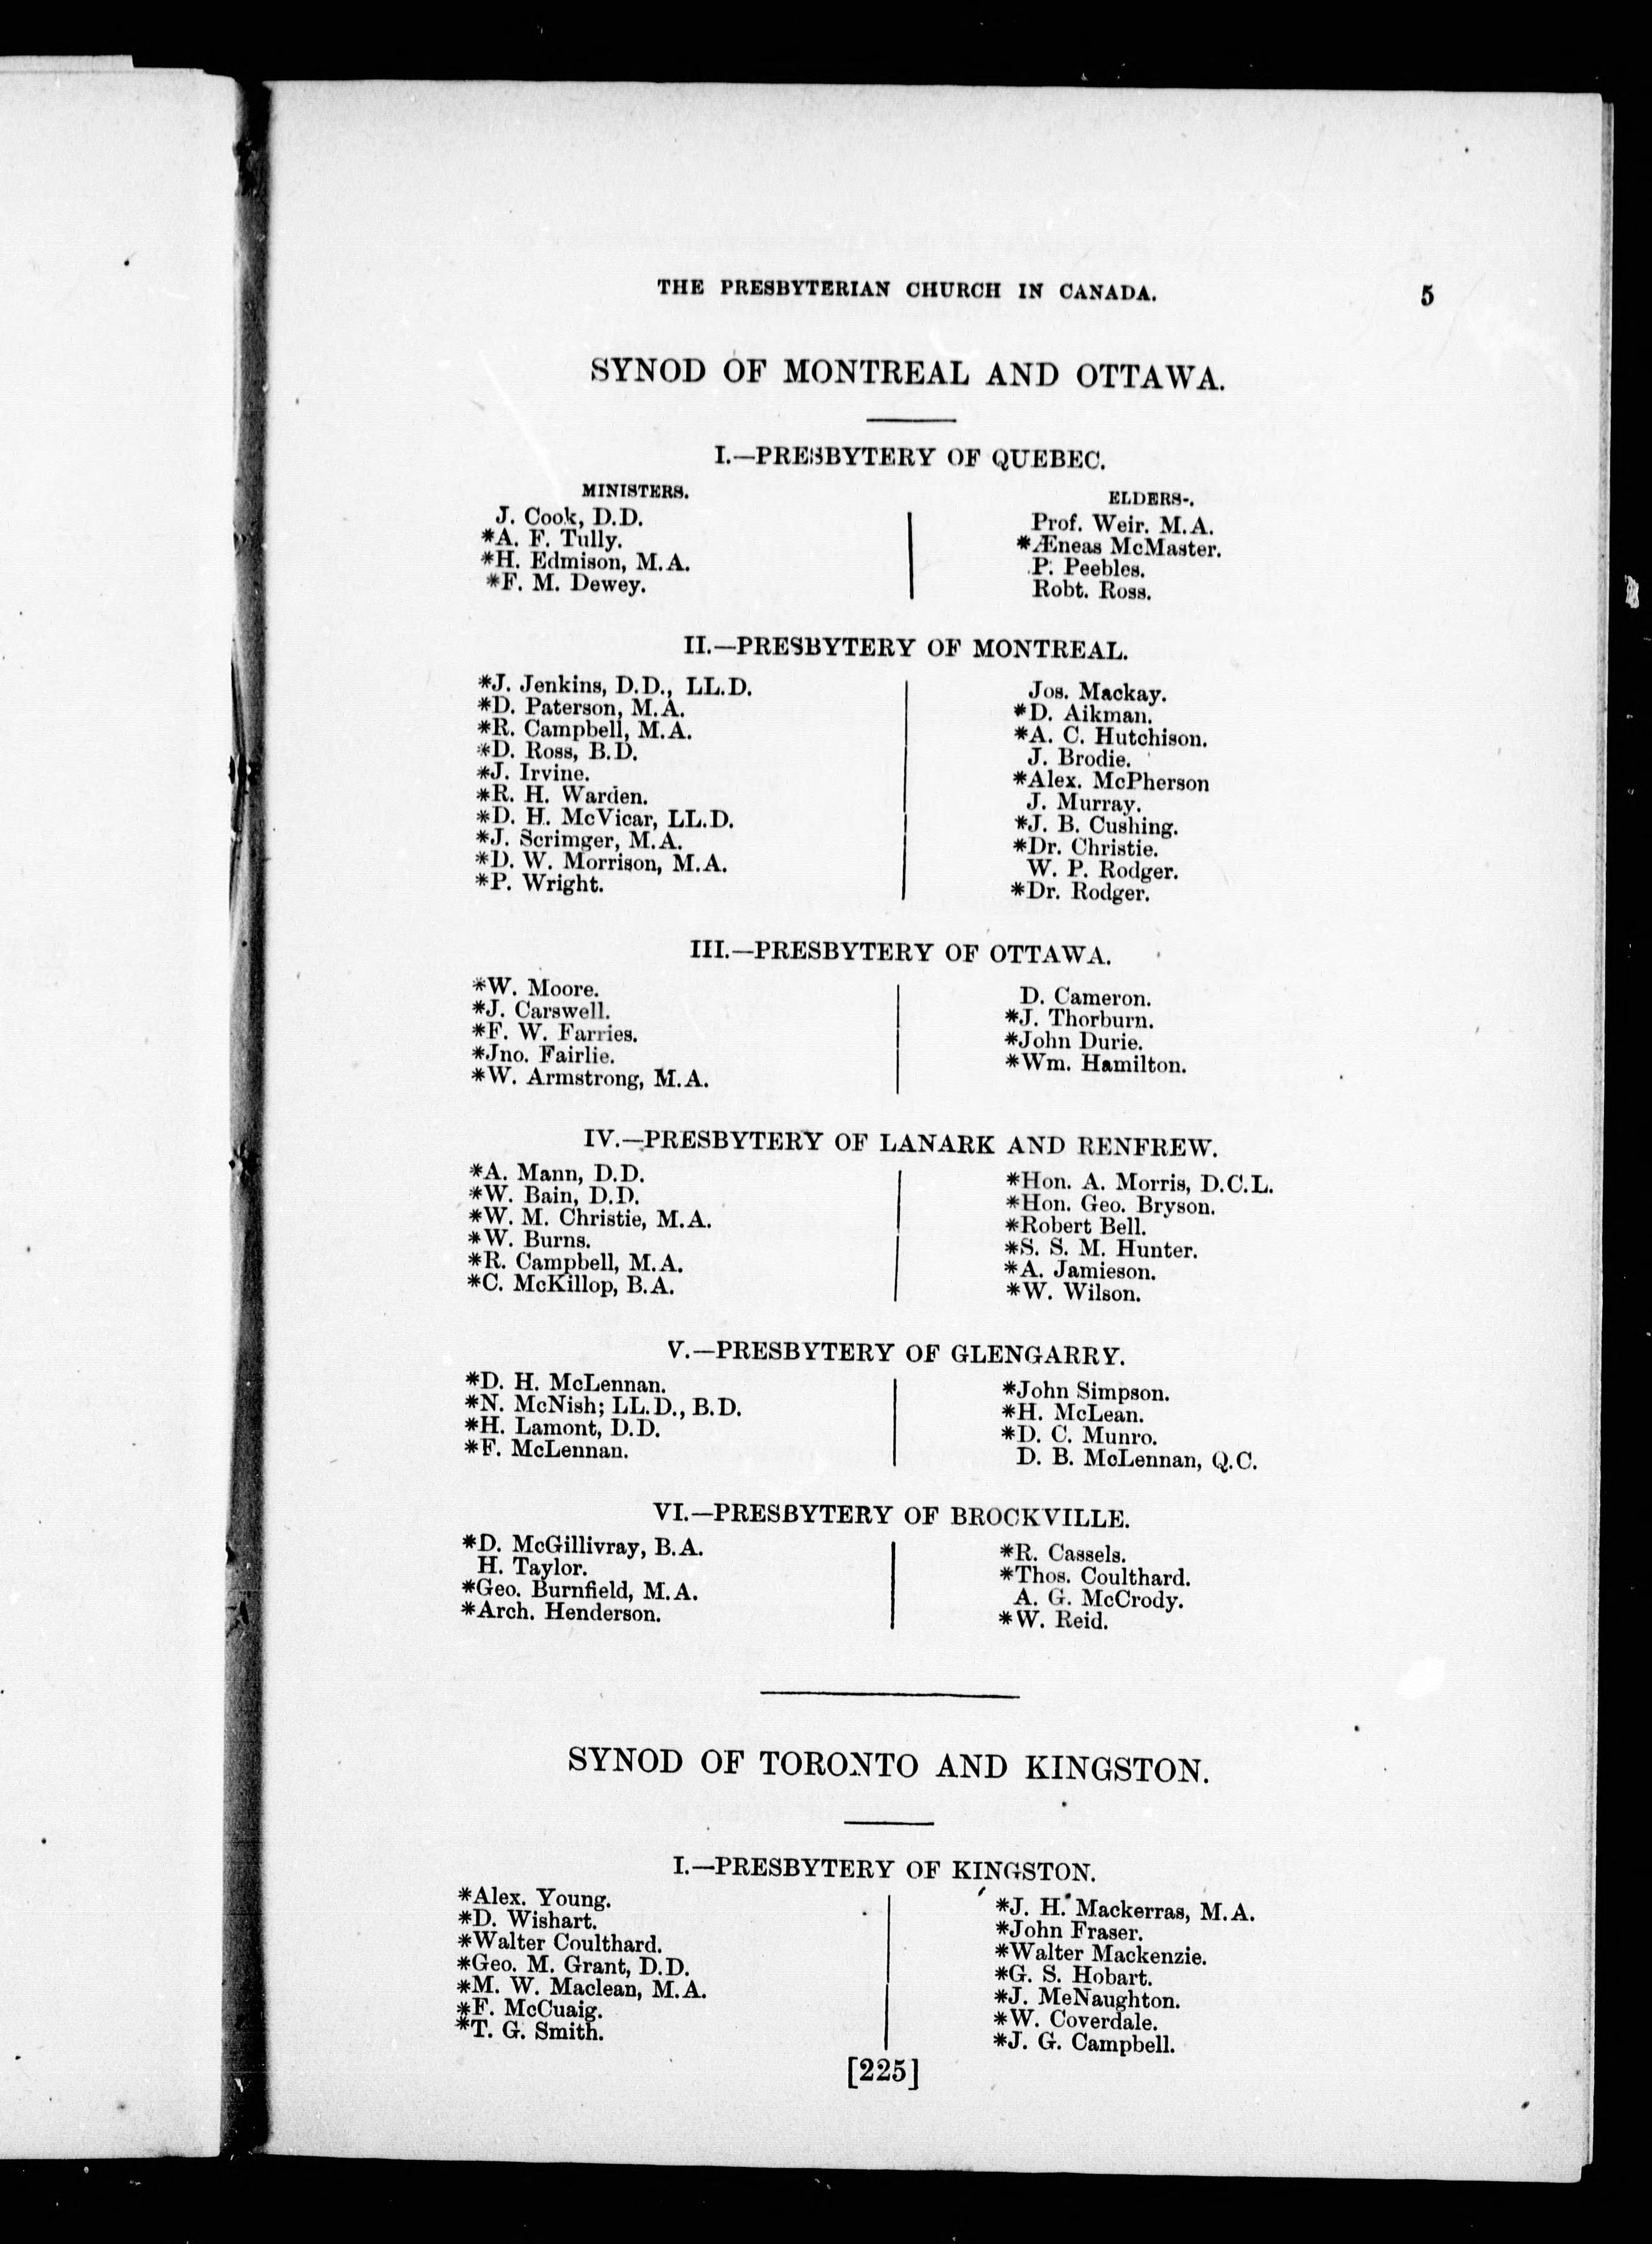 THE PRESBYTERIAN CHURCH IN CANADA. 5
SYNOD OF MONTREAL AND OTTAWA.
I.—PRESBYTERY OF QUEBEC.
MINISTERS.
J. Cook, D.D.
*A. F. Tully.
*H. Edmison, M.A.
*F. M. Dewey.
ELDERS-.
Prof. Weir. M.A.
*Æneas McMaster.
P. Peebles.
Robt. Ross.
II.—PRESBYTERY OF MONTREAL.
*J. Jenkins, D.D., LL.D.
*D. Paterson, M.A.
*R. Campbell, M.A.
*D. Ross, B.D.
*J. Irvine.
*R. H. Warden.
*D. H. McVicar, LL.D.
*J. Scrimger, M.A.
*D. W. Morrison, M.A.
*P. Wright.
Jos. Mackay.
*D. Aikman.
*A. C. Hutchison.
J. Brodie.
*Alex. McPherson
J. Murray.
*J. B. Cushing.
*Dr. Christie.
W. P. Rodger.
*Dr. Rodger.
III.—PRESBYTERY OF OTTAWA.
*W. Moore.
*J. Carswell.
*F. W. Farries.
*Jno. Fairlie.
*W. Armstrong, M.A.
D. Cameron.
*J. Thorburn.
*John Durie.
*Wm. Hamilton.
IV.—PRESBYTERY OF LANARK AND RENFREW.
*A. Mann, D.D.
*W. Bain, D.D.
*W. M. Christie, M.A.
*W. Burns.
*R. Campbell, M.A.
*C. McKillop, B.A.
*Hon. A. Morris, D.C.L.
*Hon. Geo. Bryson.
*Robert Bell.
*S. S. M. Hunter.
*A. Jamieson.
*W. Wilson.
V.—PRESBYTERY OF GLENGARRY.
*D. H. McLennan.
*N. McNish; LL.D., B.D.
*H. Lamont, D.D.
*F. McLennan.
*John Simpson.
*H. McLean.
*D. C. Munro.
D. B. McLennan, Q.C.
VI.—PRESBYTERY OF BROCKVILLE.
*D. McGillivray, B.A.
H. Taylor.
*Geo. Burnfield, M.A.
*Arch. Henderson.
*R. Cassels.
*Thos. Coulthard.
A. G. McCrody.
*W. Reid.
SYNOD OF TORONTO AND KINGSTON.
I.—PRESBYTERY OF KINGSTON.
*Alex. Young.
*D. Wishart.
*Walter Coulthard.
*Geo. M. Grant, D.D.
*M. W. Maclean, M.A.
*F. McCuaig.
*T. G. Smith.
*J. H. Mackerras, M.A.
*John Fraser.
*Walter Mackenzie.
*G. S. Hobart.
*J. McNaughton.
*W. Coverdale.
*J. G. Campbell.
[225]